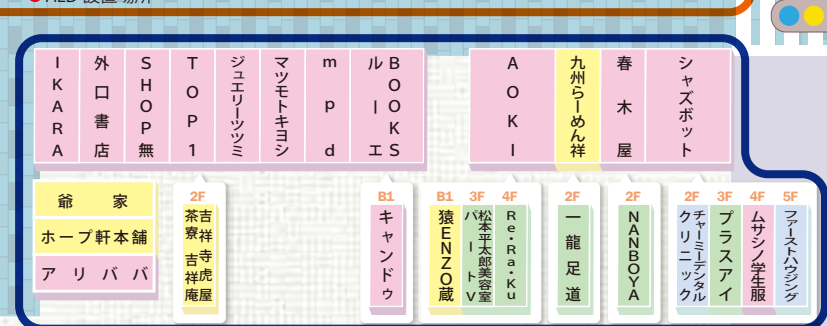 AED 設置場所
IKARA
外口書店
SHOP無
TOP1
ジュエリーツツミ
マツモトキヨシ
mpd
BOOKS
ルーエ
AOKI
九州らーめん祥
春木屋
シャズボット
爺家
ホープ軒本舗
アリババ
2F
吉祥寺虎屋
茶寮 吉祥庵
B1
キャンドゥ
B1
猿ENZO蔵
3F
松本平太郎美容室
パートV
4F
Re・Ra・Ku
2F
一龍足道
2F
NANBOYA
2F
チャーミーデンタル
クリニック
3F
プラスアイ
4F
ムサシノ学生服
5F
ファーストハウジング